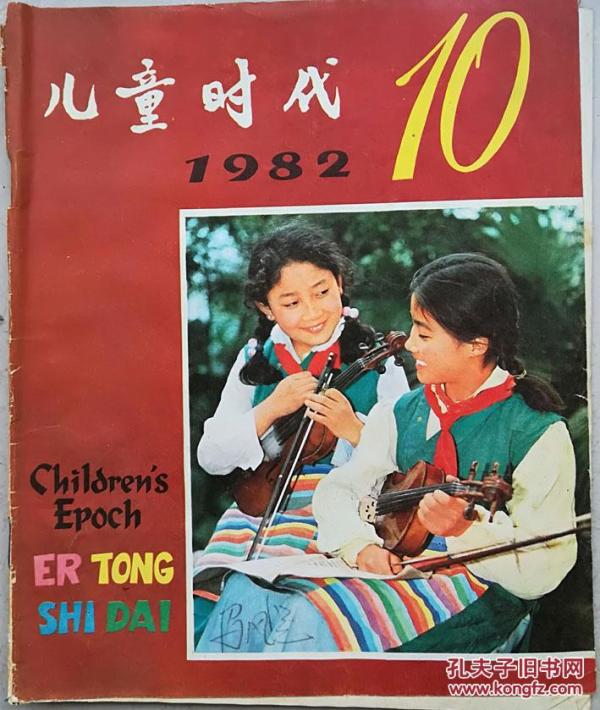 儿童时代
10
1982
Children's
Epoch
ER TONG
SHI DAI
孔夫子旧书网
www.kongfz.com